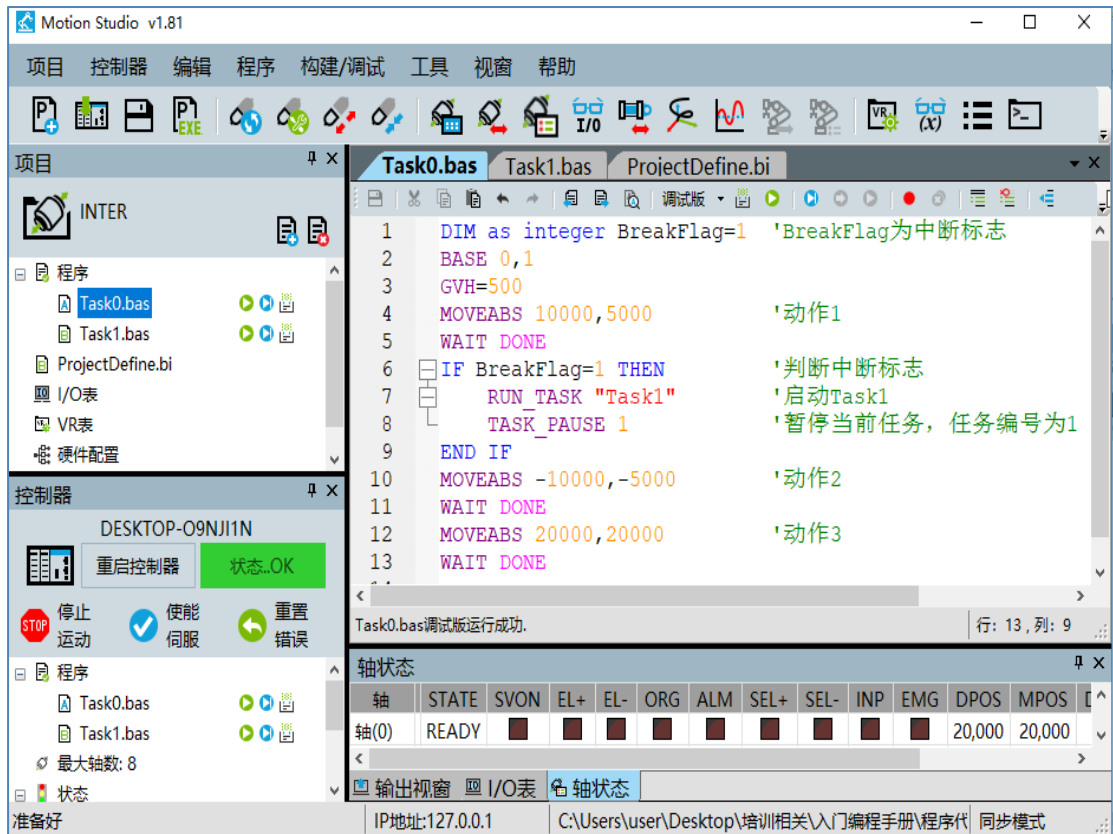 Motion Studio v1.81
项目 控制器 编辑 程序 构建/调试 工具 视窗 帮助
P P EXE I/O VR (x) >_
项目
INTER
程序
Task0.bas
Task1.bas
ProjectDefine.bi
I/O表
VR表
硬件配置
控制器
DESKTOP-O9NJI1N
重启控制器 状态..OK
STOP 停止运动 使能伺服 重置错误
程序
Task0.bas
Task1.bas
最大轴数: 8
状态
Task0.bas Task1.bas ProjectDefine.bi
调试版
1 DIM as integer BreakFlag=1 'BreakFlag为中断标志
2 BASE 0,1
3 GVH=500
4 MOVEABS 10000,5000 '动作1
5 WAIT DONE
6 IF BreakFlag=1 THEN '判断中断标志
7 RUN_TASK "Task1" '启动Task1
8 TASK_PAUSE 1 '暂停当前任务，任务编号为1
9 END IF
10 MOVEABS -10000,-5000 '动作2
11 WAIT DONE
12 MOVEABS 20000,20000 '动作3
13 WAIT DONE
Task0.bas调试版运行成功. 行: 13 , 列: 9
轴状态
轴 STATE SVON EL+ EL- ORG ALM SEL+ SEL- INP EMG DPOS MPOS
轴(0) READY 20,000 20,000
输出视窗 I/O表 轴状态
准备好 IP地址:127.0.0.1 C:\Users\user\Desktop\培训相关\入门编程手册\程序代 同步模式